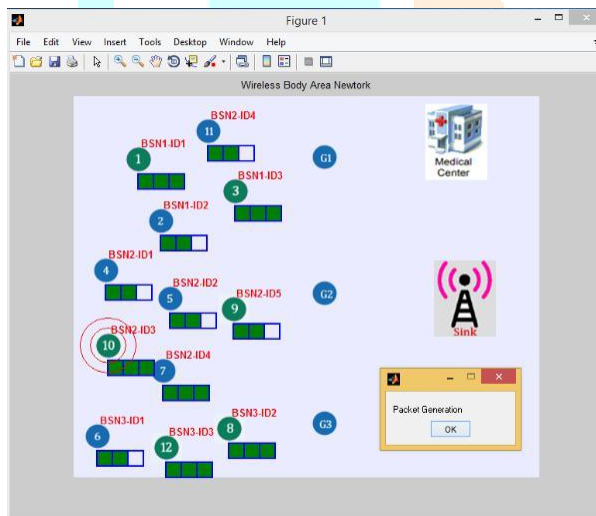 Figure 1
File Edit View Insert Tools Desktop Window Help
Wireless Body Area Newtork
BSN2-ID4
11
G1
BSN1-ID1
1
Medical
Center
BSN1-ID3
3
BSN1-ID2
2
BSN2-ID1
4
BSN2-ID2
5
BSN2-ID5
9
G2
Sink
BSN2-ID3
10
BSN2-ID4
7
Packet Generation
OK
BSN3-ID1
6
BSN3-ID3
12
BSN3-ID2
8
G3